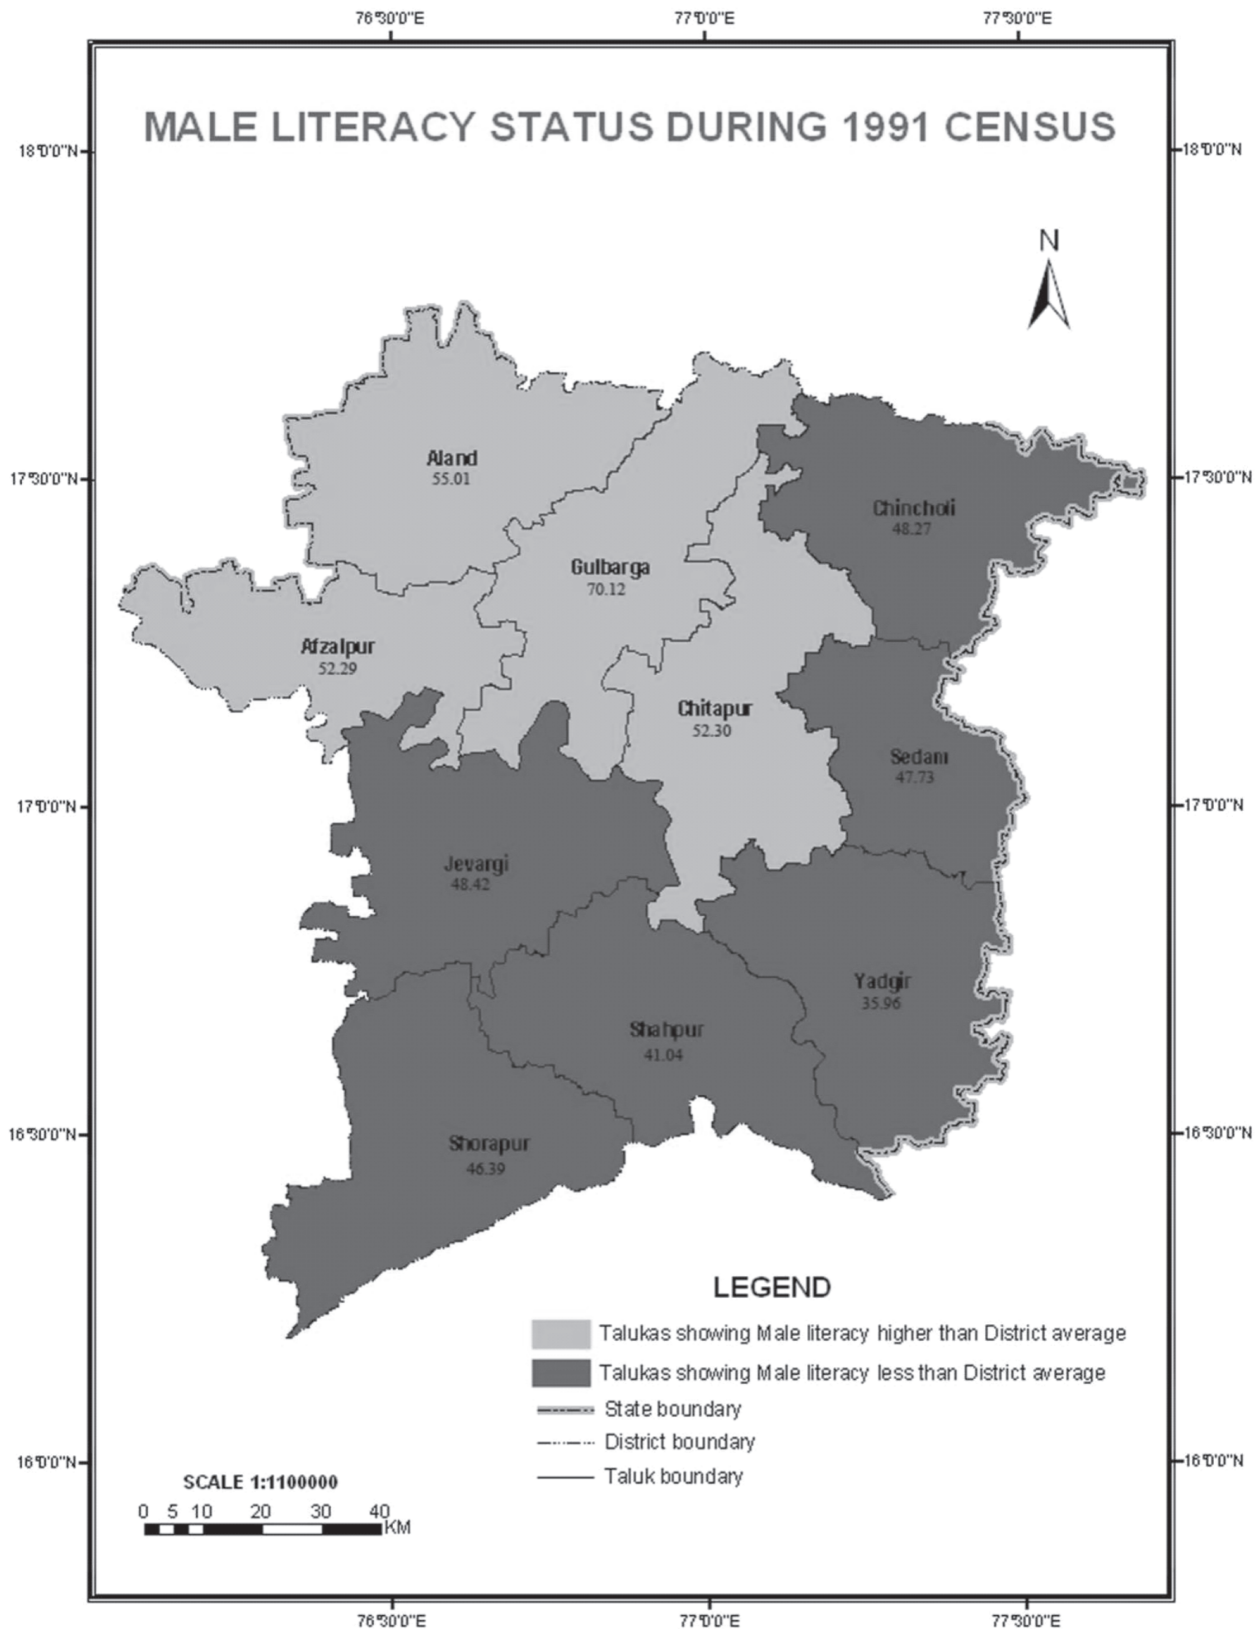 76°30'0"E 77°0'0"E 77°30'0"E
MALE LITERACY STATUS DURING 1991 CENSUS
18°0'0"N 18°0'0"N
N
Aland
55.01
17°30'0"N 17°30'0"N
Chincholi
48.27
Gulbarga
70.12
Afzalpur
52.29
Chitapur
52.30
Sedam
47.73
17°0'0"N 17°0'0"N
Jevargi
48.42
Yadgir
35.96
Shahpur
41.04
16°30'0"N 16°30'0"N
Shorapur
46.39
LEGEND
Talukas showing Male literacy higher than District average
Talukas showing Male literacy less than District average
State boundary
District boundary
Taluk boundary
16°0'0"N 16°0'0"N
SCALE 1:1100000
0 5 10 20 30 40
KM
76°30'0"E 77°0'0"E 77°30'0"E